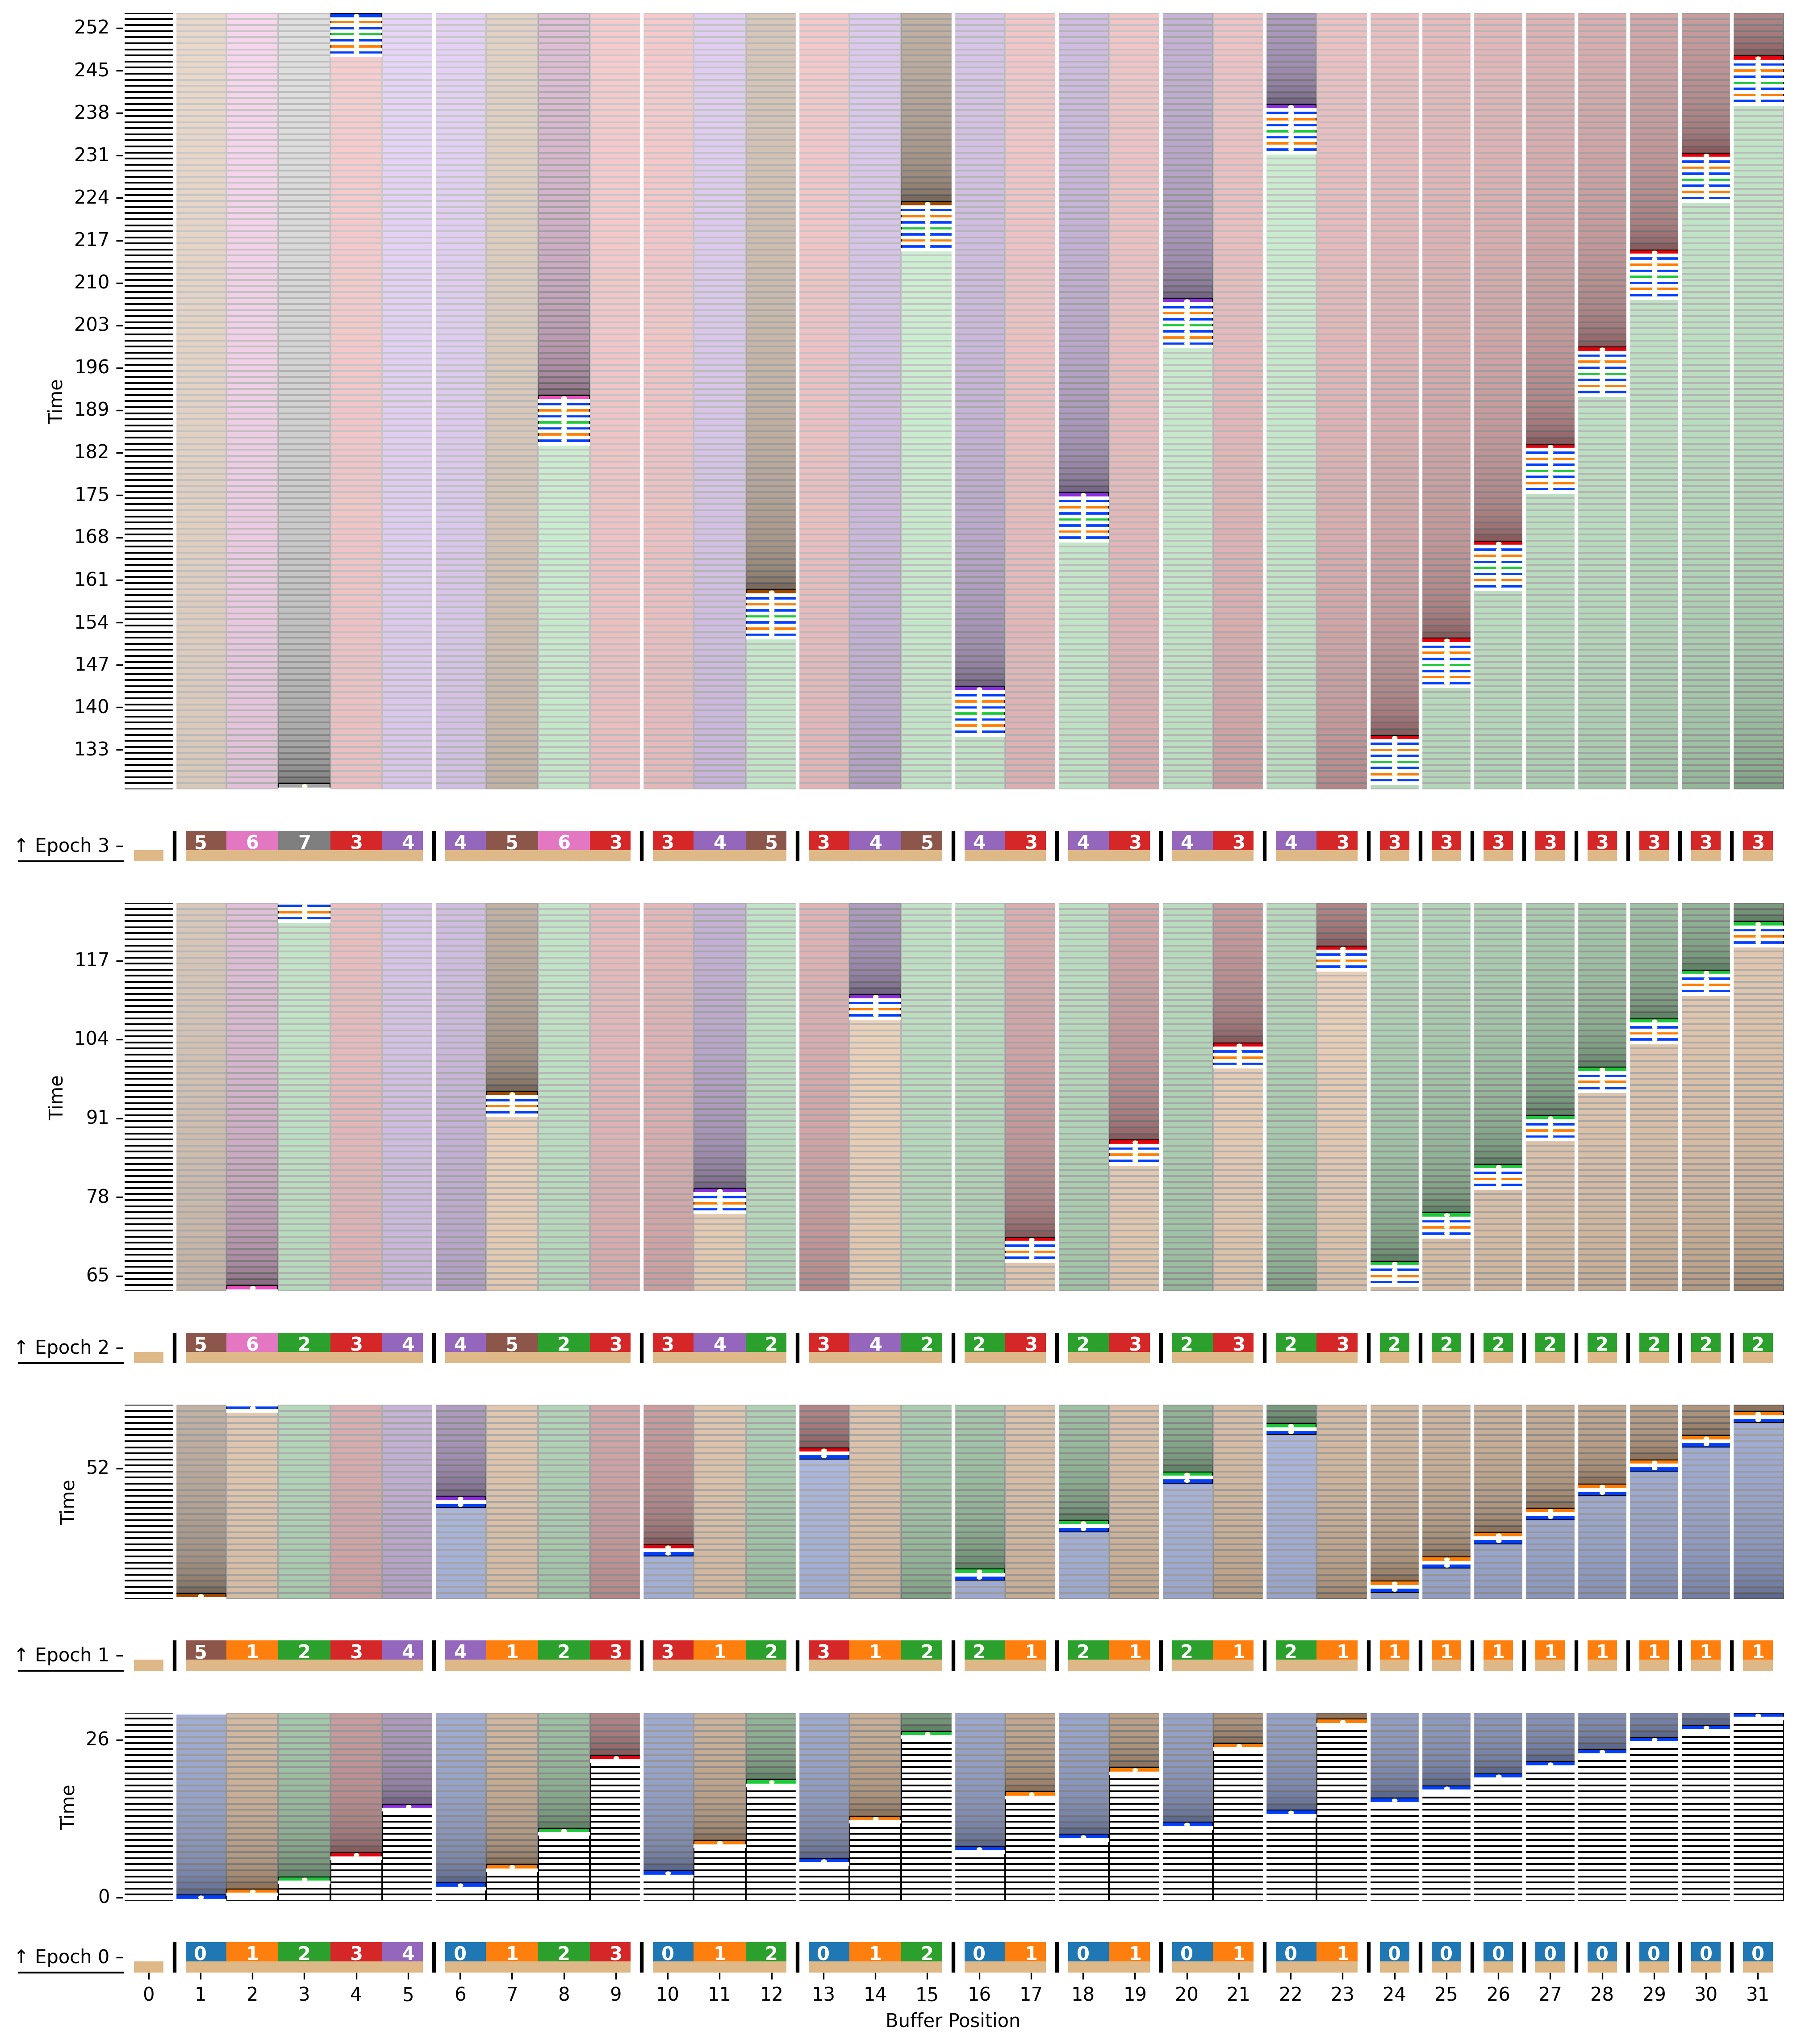 252
245
238
231
224
217
210
203
196
189
182
175
168
161
154
147
140
133
Time
↑ Epoch 3
5 6 7 3 4 4 5 6 3 3 4 5 3 4 5 4 3 4 3 4 3 4 3 3 3 3 3 3 3 3 3
117
104
91
78
65
Time
↑ Epoch 2
5 6 2 3 4 4 5 2 3 3 4 2 3 4 2 2 3 2 3 2 3 2 3 2 2 2 2 2 2 2 2
52
Time
↑ Epoch 1
5 1 2 3 4 4 1 2 3 3 1 2 3 1 2 2 1 2 1 2 1 2 1 1 1 1 1 1 1 1 1
26
0
Time
↑ Epoch 0
0 1 2 3 4 0 1 2 3 0 1 2 0 1 2 0 1 0 1 0 1 0 1 0 0 0 0 0 0 0 0
0 1 2 3 4 5 6 7 8 9 10 11 12 13 14 15 16 17 18 19 20 21 22 23 24 25 26 27 28 29 30 31
Buffer Position